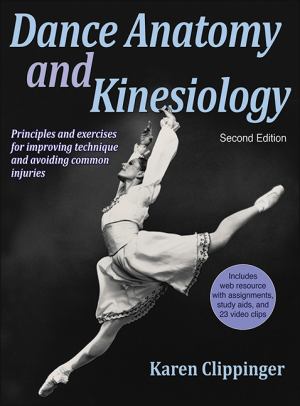 Dance Anatomy
and
Kinesiology
Second Edition
Principles and exercises
for improving technique
and avoiding common
injuries
Includes
web resource
with assignments,
study aids, and
23 video clips
Karen Clippinger